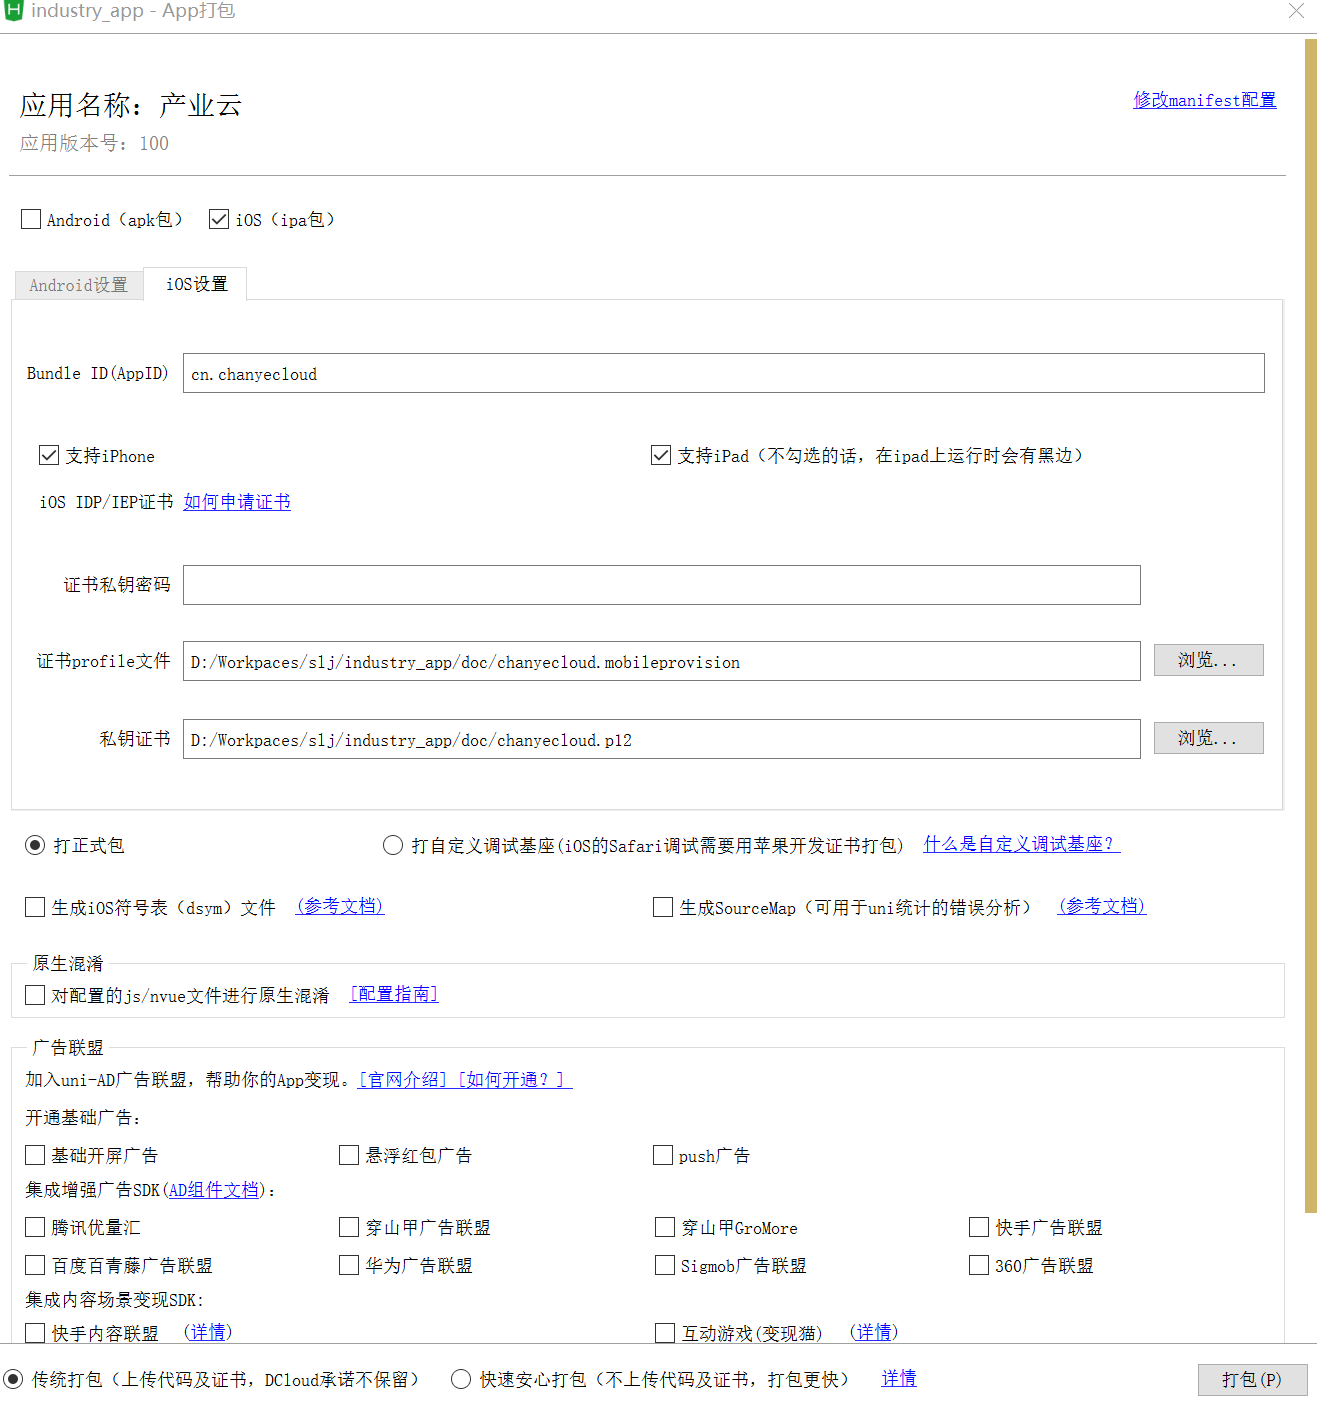 industry_app - App打包
应用名称：产业云
修改manifest配置
应用版本号：100
Android（apk包） iOS（ipa包）
Android设置 iOS设置
Bundle ID(AppID) cn.chanyecloud
支持iPhone 支持iPad（不勾选的话，在ipad上运行时会有黑边）
iOS IDP/IEP证书 如何申请证书
证书私钥密码
证书profile文件 D:/Workpaces/slj/industry_app/doc/chanyecloud.mobileprovision 浏览...
私钥证书 D:/Workpaces/slj/industry_app/doc/chanyecloud.p12 浏览...
打正式包 打自定义调试基座(iOS的Safari调试需要用苹果开发证书打包) 什么是自定义调试基座？
生成iOS符号表（dsym）文件 (参考文档) 生成SourceMap（可用于uni统计的错误分析） (参考文档)
原生混淆
对配置的js/nvue文件进行原生混淆 [配置指南]
广告联盟
加入uni-AD广告联盟，帮助你的App变现。[官网介绍] [如何开通？]
开通基础广告：
基础开屏广告 悬浮红包广告 push广告
集成增强广告SDK(AD组件文档)：
腾讯优量汇 穿山甲广告联盟 穿山甲GroMore 快手广告联盟
百度百青藤广告联盟 华为广告联盟 Sigmob广告联盟 360广告联盟
集成内容场景变现SDK:
快手内容联盟 (详情) 互动游戏(变现猫) (详情)
传统打包（上传代码及证书，DCloud承诺不保留） 快速安心打包（不上传代码及证书，打包更快） 详情 打包(P)